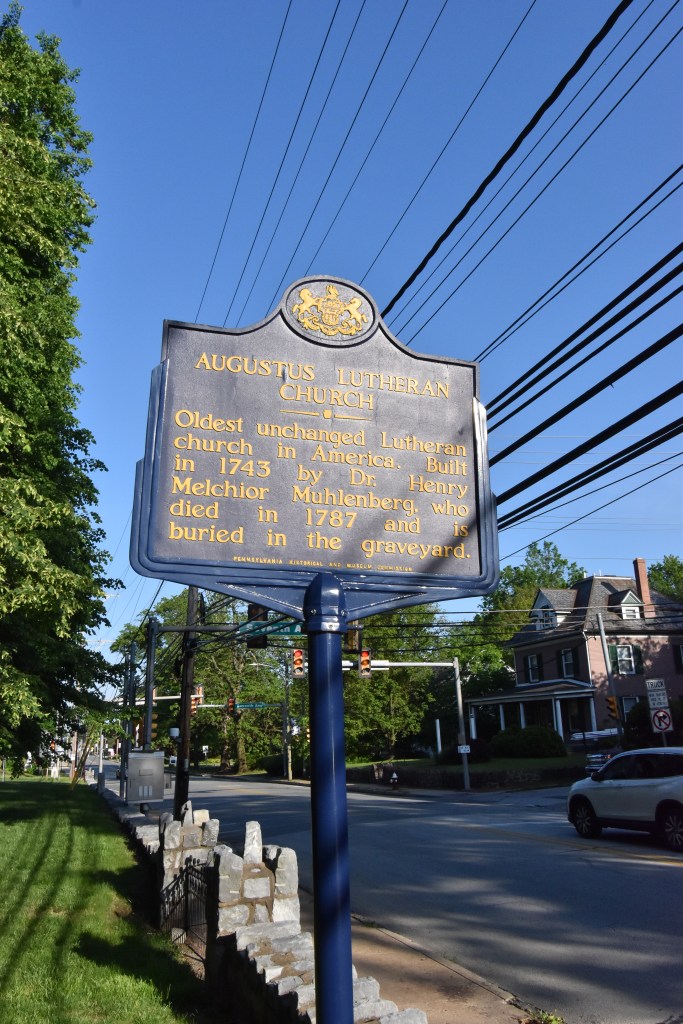 AUGUSTUS LUTHERAN
CHURCH
Oldest unchanged Lutheran
church in America. Built
in 1743 by Dr. Henry
Melchior Muhlenberg, who
died in 1787 and is
buried in the graveyard.
PENNSYLVANIA HISTORICAL AND MUSEUM COMMISSION